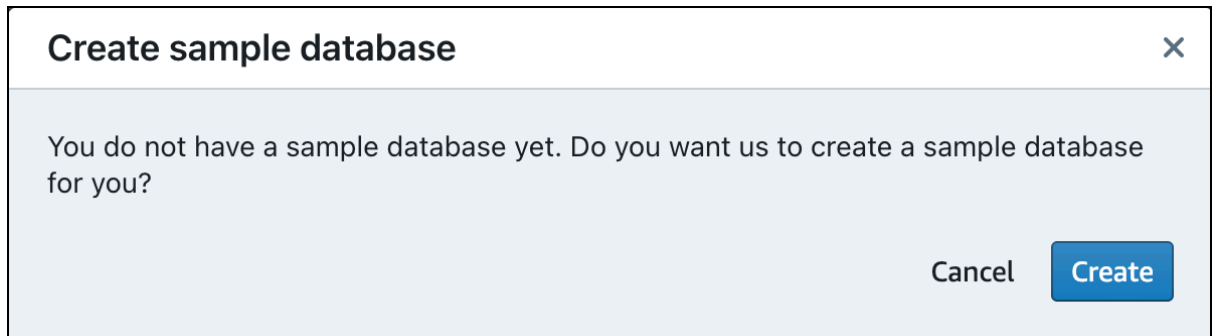 Create sample database
You do not have a sample database yet. Do you want us to create a sample database
for you?
Cancel
Create